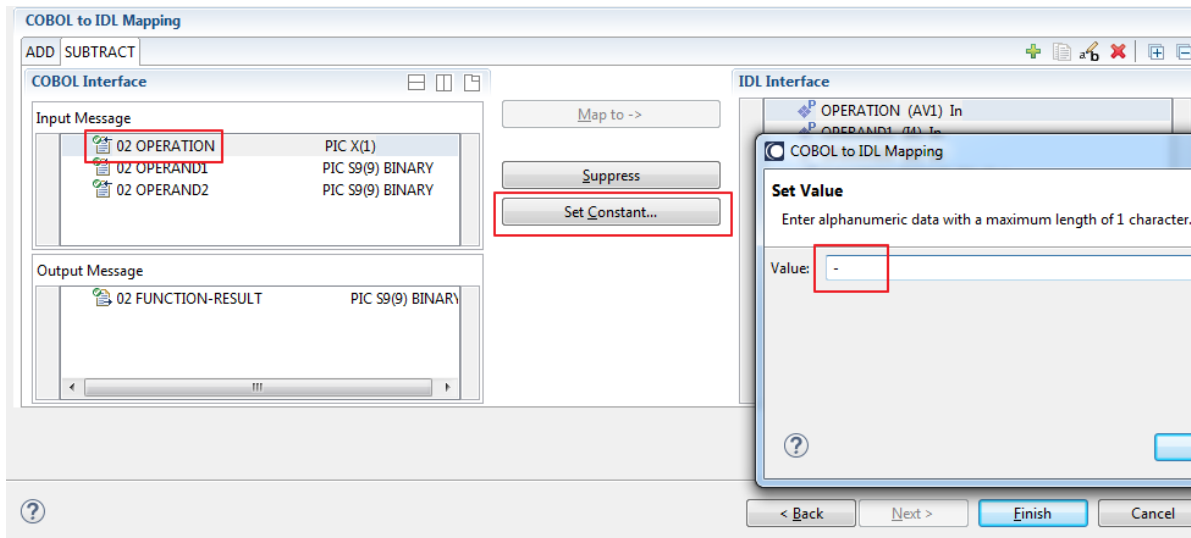 COBOL to IDL Mapping
ADD SUBTRACT
COBOL Interface
Input Message
02 OPERATION PIC X(1)
02 OPERAND1 PIC S9(9) BINARY
02 OPERAND2 PIC S9(9) BINARY
Output Message
02 FUNCTION-RESULT PIC S9(9) BINARY
Map to ->
Suppress
Set Constant...
IDL Interface
OPERATION (AV1) In
OPERAND1 (I4) In
COBOL to IDL Mapping
Set Value
Enter alphanumeric data with a maximum length of 1 character.
Value: -
< Back Next > Finish Cancel